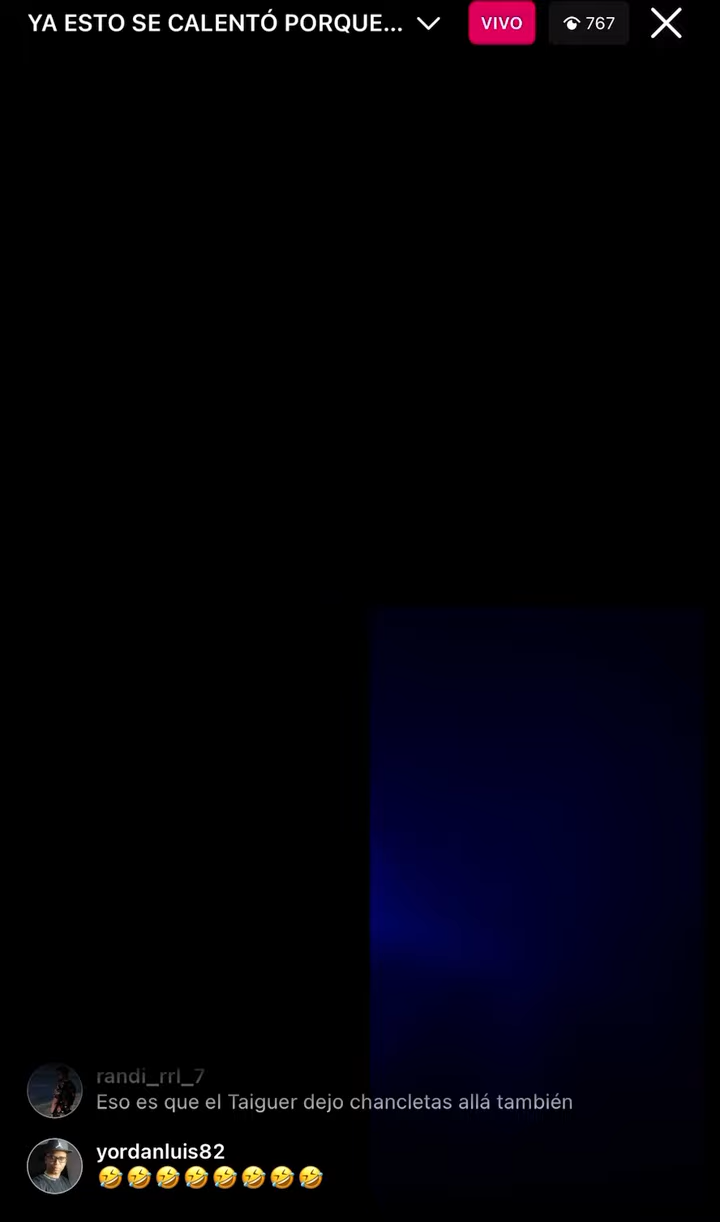 YA ESTO SE CALENTÓ PORQUE...
VIVO
767
randi_rrl_7
Eso es que el Taiguer dejo chancletas allá también
yordanluis82
🤣🤣🤣🤣🤣🤣🤣🤣